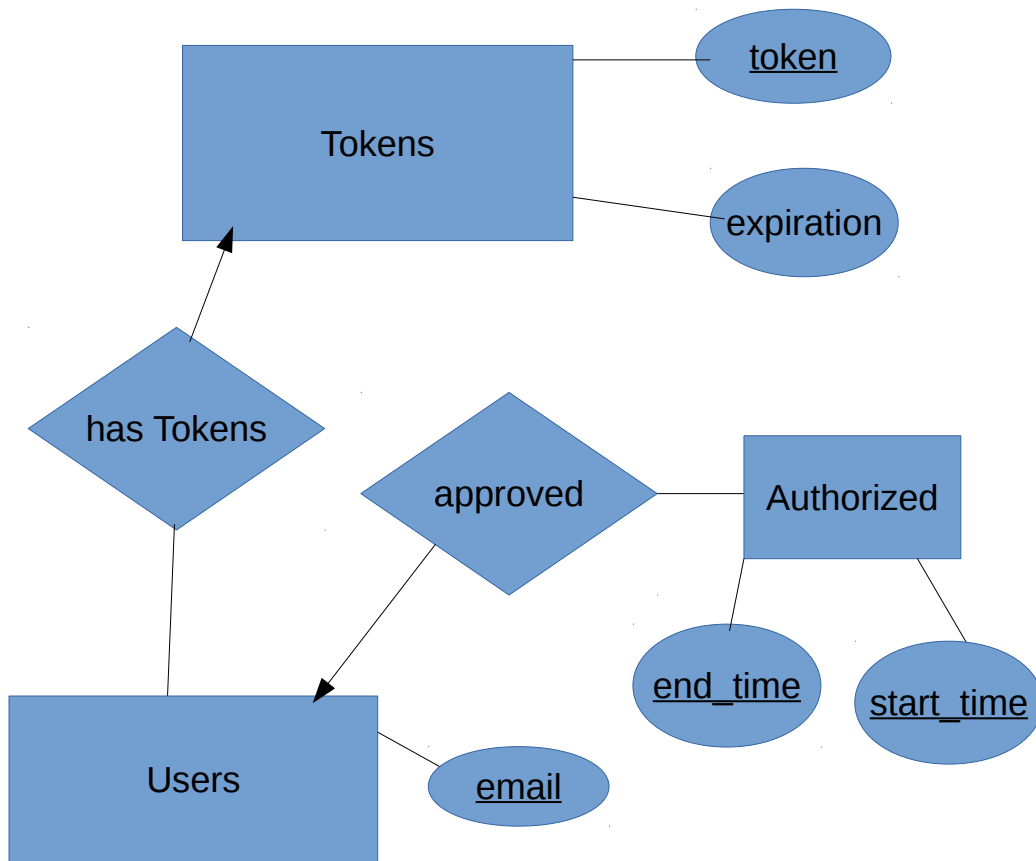 token
Tokens
expiration
has Tokens
approved
Authorized
end_time
start_time
Users
email